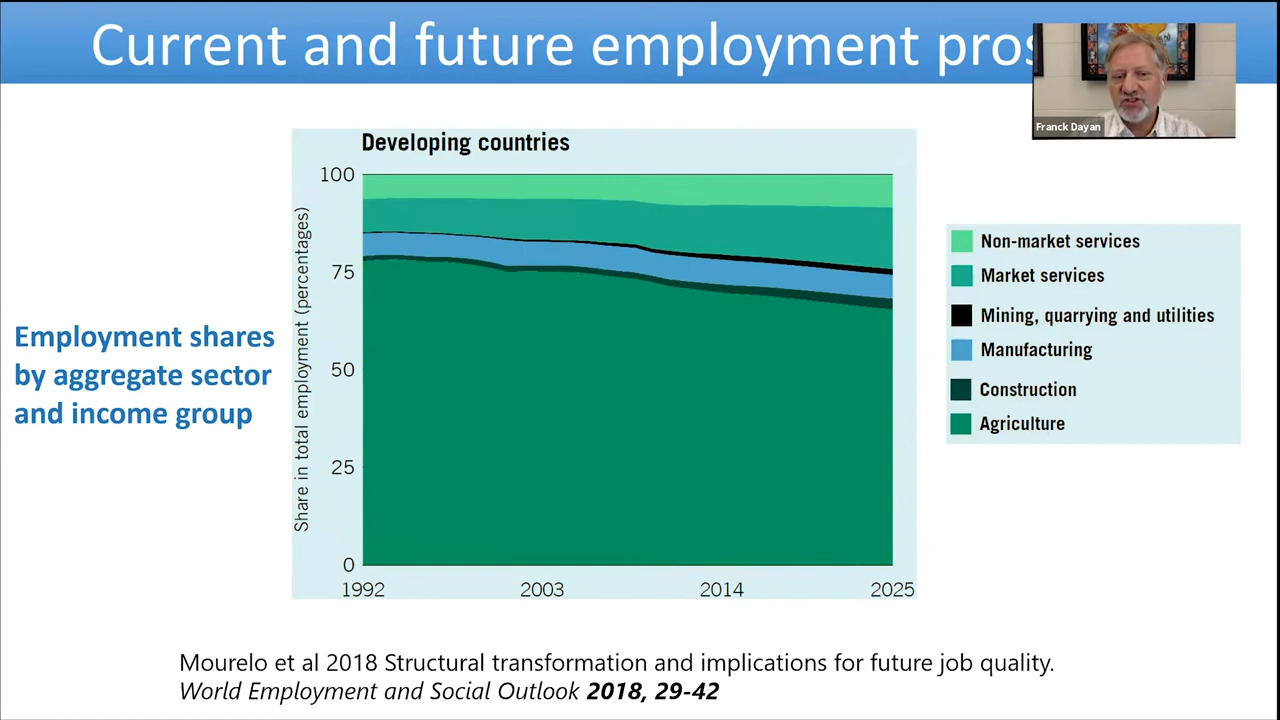 Current and future employment pros
Franck Dayan
Developing countries
Employment shares
by aggregate sector
and income group
Share in total employment (percentages)
100
75
50
25
0
1992 2003 2014 2025
Non-market services
Market services
Mining, quarrying and utilities
Manufacturing
Construction
Agriculture
Mourelo et al 2018 Structural transformation and implications for future job quality.
World Employment and Social Outlook 2018, 29-42